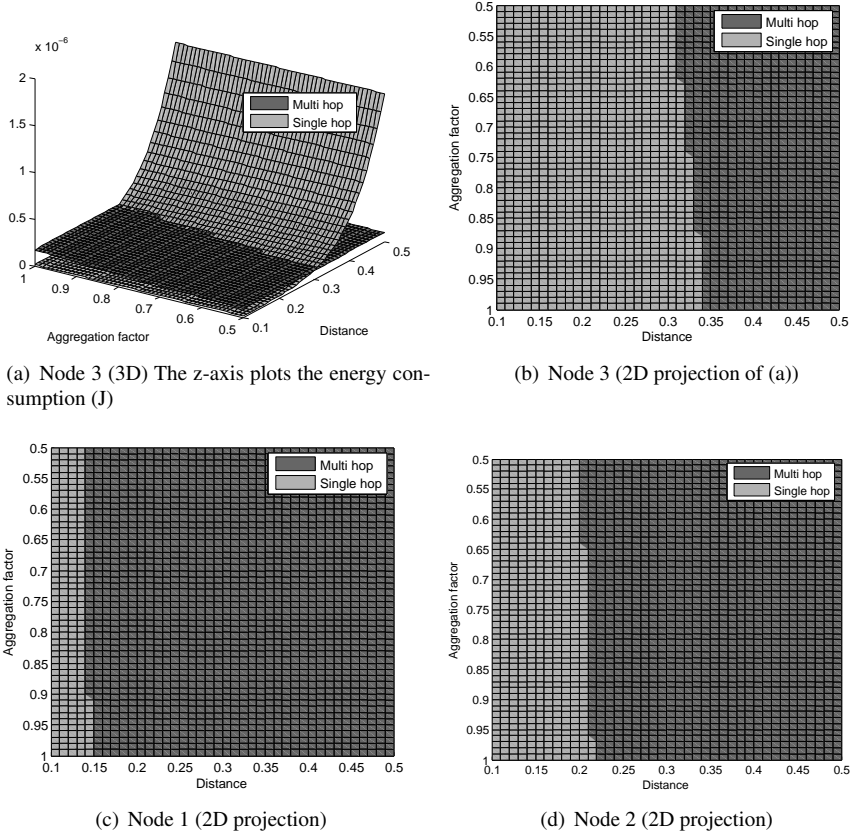 x 10⁻⁶
2
1.5
1
0.5
0
Multi hop
Single hop
1
0.9
0.8
0.7
0.6
0.5
Aggregation factor
0.1
0.2
0.3
0.4
0.5
Distance
(a) Node 3 (3D) The z-axis plots the energy con-
sumption (J)
0.5
0.55
0.6
0.65
0.7
0.75
0.8
0.85
0.9
0.95
1
Aggregation factor
Multi hop
Single hop
0.1 0.15 0.2 0.25 0.3 0.35 0.4 0.45 0.5
Distance
(b) Node 3 (2D projection of (a))
0.5
0.55
0.6
0.65
0.7
0.75
0.8
0.85
0.9
0.95
1
Aggregation factor
Multi hop
Single hop
0.1 0.15 0.2 0.25 0.3 0.35 0.4 0.45 0.5
Distance
(c) Node 1 (2D projection)
0.5
0.55
0.6
0.65
0.7
0.75
0.8
0.85
0.9
0.95
1
Aggregation factor
Multi hop
Single hop
0.1 0.15 0.2 0.25 0.3 0.35 0.4 0.45 0.5
Distance
(d) Node 2 (2D projection)